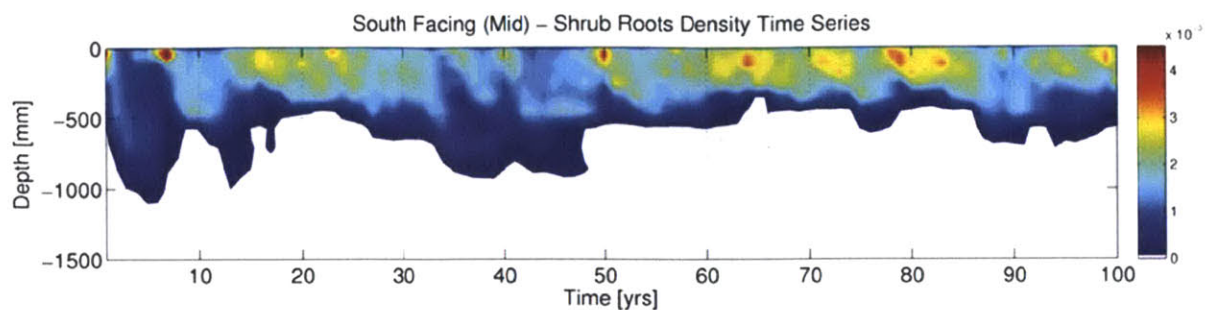 South Facing (Mid) – Shrub Roots Density Time Series
x 10
0
−500
−1000
−1500
Depth [mm]
10 20 30 40 50 60 70 80 90 100
Time [yrs]
4
3
2
1
0